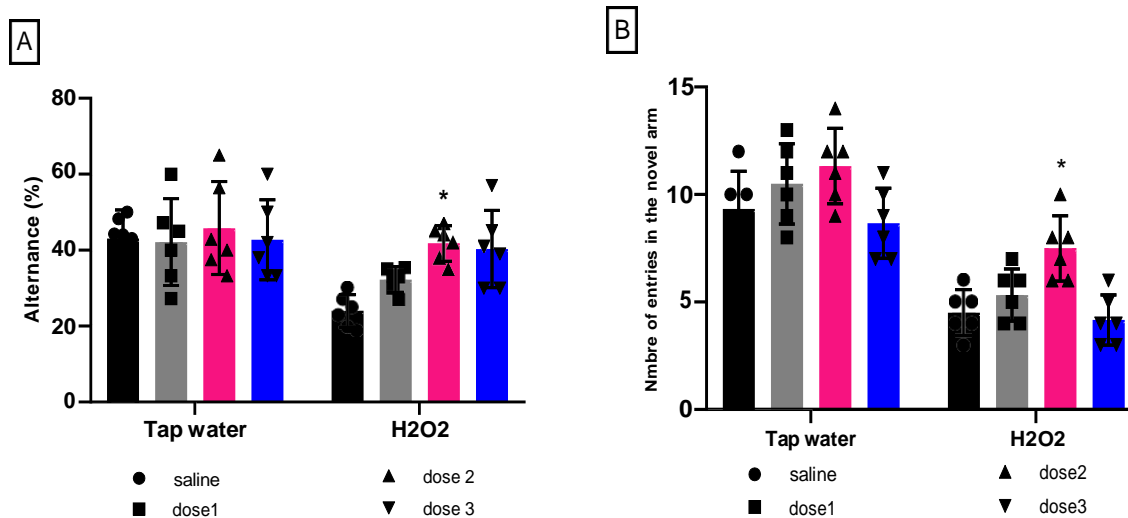 A
Alternance (%)
80
60
40
20
0
*
Tap water H2O2
saline dose 2
dose1 dose 3
B
Nmbre of entries in the novel arm
15
10
5
0
*
Tap water H2O2
saline dose2
dose1 dose3